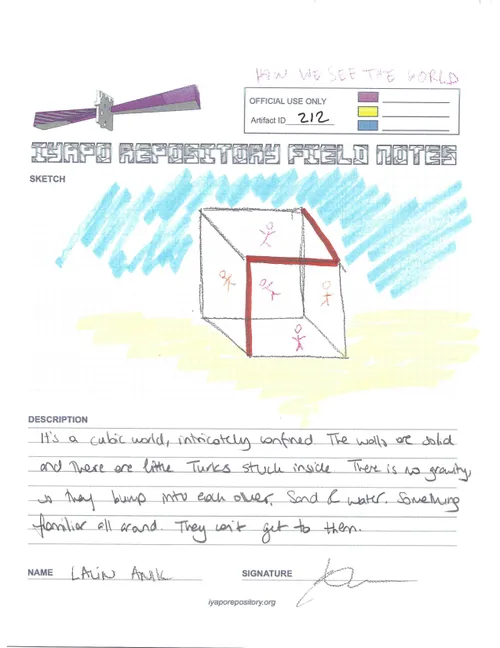 HOW WE SEE THE WORLD
OFFICIAL USE ONLY
Artifact ID 212
IYAPO REPOSITORY FIELD NOTES
SKETCH
DESCRIPTION
It's a cubic world, intricately confined. The walls are solid
and there are little Turks stuck inside. There is no gravity,
so they bump into each other. Sand & water. Something
familiar all around. They can't get to them.
NAME LALIN ANIK SIGNATURE
iyaporepository.org